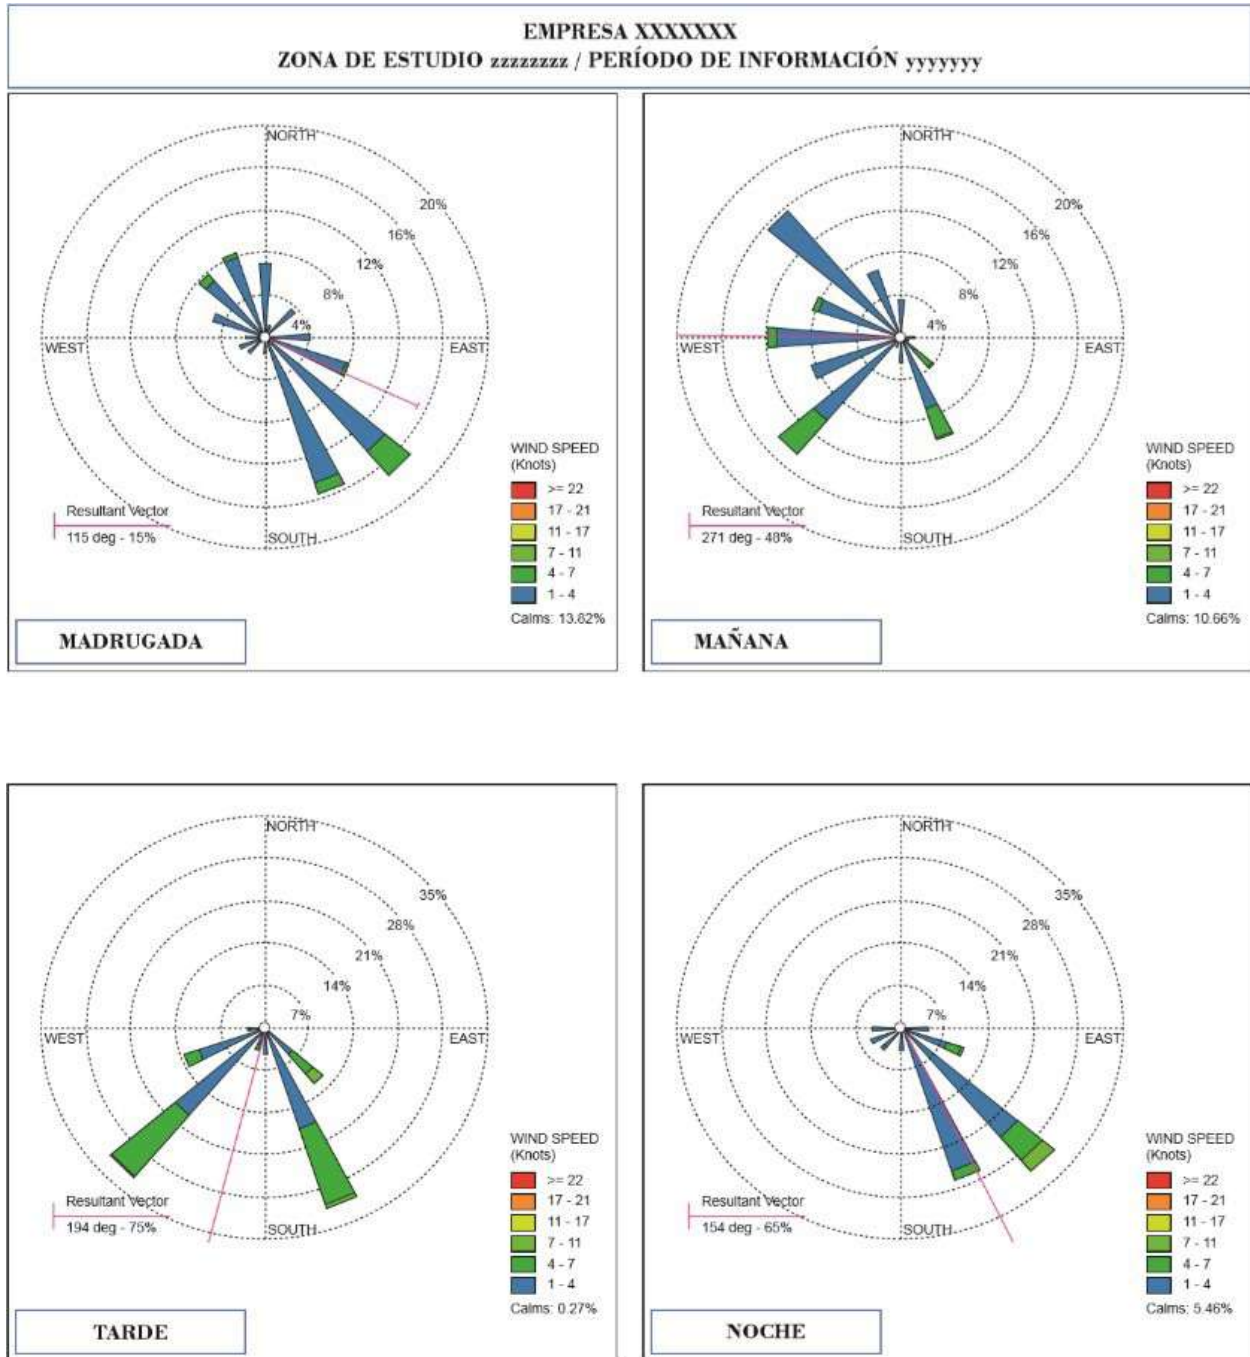 EMPRESA XXXXXXX
ZONA DE ESTUDIO zzzzzzzz / PERÍODO DE INFORMACIÓN yyyyyyy
NORTH
20%
16%
12%
8%
4%
WEST
EAST
WIND SPEED
(Knots)
>= 22
17 - 21
11 - 17
7 - 11
4 - 7
1 - 4
Calms: 13.82%
Resultant Vector
115 deg - 15%
SOUTH
MADRUGADA
NORTH
20%
16%
12%
8%
4%
WEST
EAST
WIND SPEED
(Knots)
>= 22
17 - 21
11 - 17
7 - 11
4 - 7
1 - 4
Calms: 10.66%
Resultant Vector
271 deg - 48%
SOUTH
MAÑANA
NORTH
35%
28%
21%
14%
7%
WEST
EAST
WIND SPEED
(Knots)
>= 22
17 - 21
11 - 17
7 - 11
4 - 7
1 - 4
Calms: 0.27%
Resultant Vector
194 deg - 75%
SOUTH
TARDE
NORTH
35%
28%
21%
14%
7%
WEST
EAST
WIND SPEED
(Knots)
>= 22
17 - 21
11 - 17
7 - 11
4 - 7
1 - 4
Calms: 5.46%
Resultant Vector
154 deg - 65%
SOUTH
NOCHE